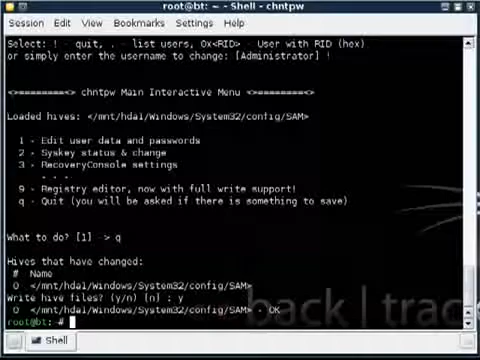 root@bt: ~ - Shell - chntpw
Session Edit View Bookmarks Settings Help
Select: ! - quit, . - list users, 0x<RID> - User with RID (hex)
or simply enter the username to change: [Administrator] !
<>========<> chntpw Main Interactive Menu <>========<>
Loaded hives: </mnt/hda1/Windows/System32/config/SAM>
1 - Edit user data and passwords
2 - Syskey status & change
3 - RecoveryConsole settings
- - -
9 - Registry editor, now with full write support!
q - Quit (you will be asked if there is something to save)
What to do? [1] -> q
Hives that have changed:
# Name
0 </mnt/hda1/Windows/System32/config/SAM>
Write hive files? (y/n) [n] : y
0 </mnt/hda1/Windows/System32/config/SAM> - OK
root@bt:~#
back | trac
Shell